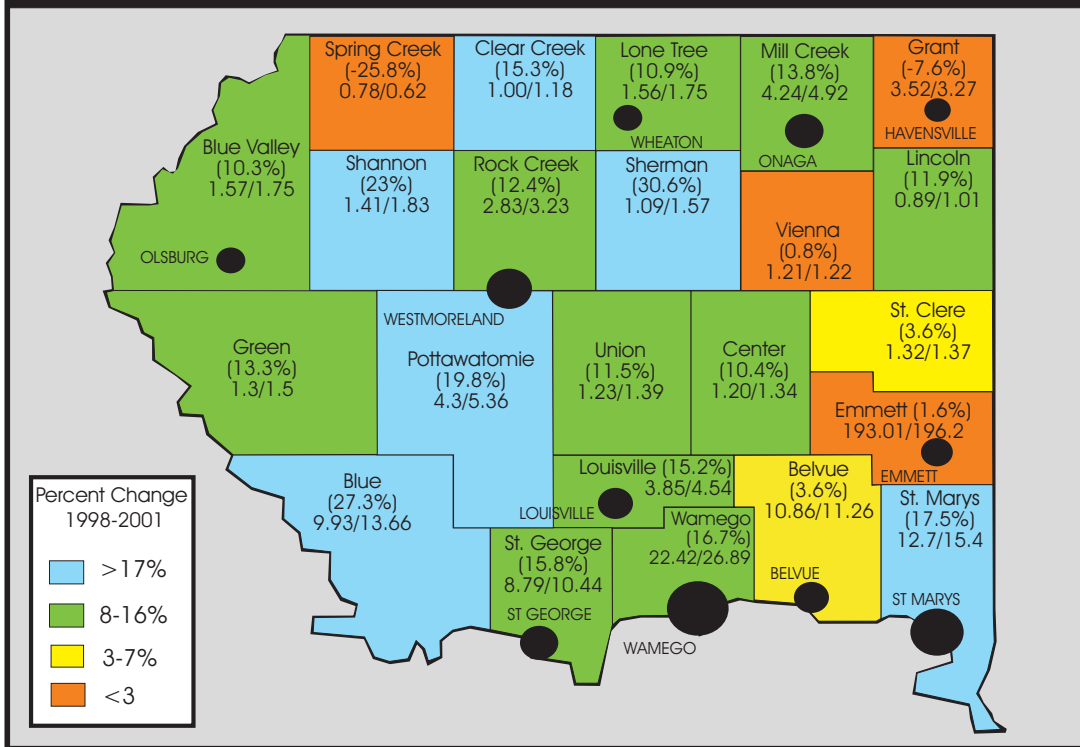 Spring Creek
(-25.8%)
0.78/0.62
Clear Creek
(15.3%)
1.00/1.18
Lone Tree
(10.9%)
1.56/1.75
WHEATON
Mill Creek
(13.8%)
4.24/4.92
ONAGA
Grant
(-7.6%)
3.52/3.27
HAVENSVILLE
Blue Valley
(10.3%)
1.57/1.75
OLSBURG
Shannon
(23%)
1.41/1.83
Rock Creek
(12.4%)
2.83/3.23
Sherman
(30.6%)
1.09/1.57
Vienna
(0.8%)
1.21/1.22
Lincoln
(11.9%)
0.89/1.01
Green
(13.3%)
1.3/1.5
WESTMORELAND
Pottawatomie
(19.8%)
4.3/5.36
Union
(11.5%)
1.23/1.39
Center
(10.4%)
1.20/1.34
St. Clere
(3.6%)
1.32/1.37
Emmett (1.6%)
193.01/196.2
EMMETT
Blue
(27.3%)
9.93/13.66
Louisville (15.2%)
3.85/4.54
LOUISVILLE
Belvue
(3.6%)
10.86/11.26
BELVUE
St. Marys
(17.5%)
12.7/15.4
ST MARYS
St. George
(15.8%)
8.79/10.44
ST GEORGE
Wamego
(16.7%)
22.42/26.89
WAMEGO
Percent Change
1998-2001
>17%
8-16%
3-7%
<3